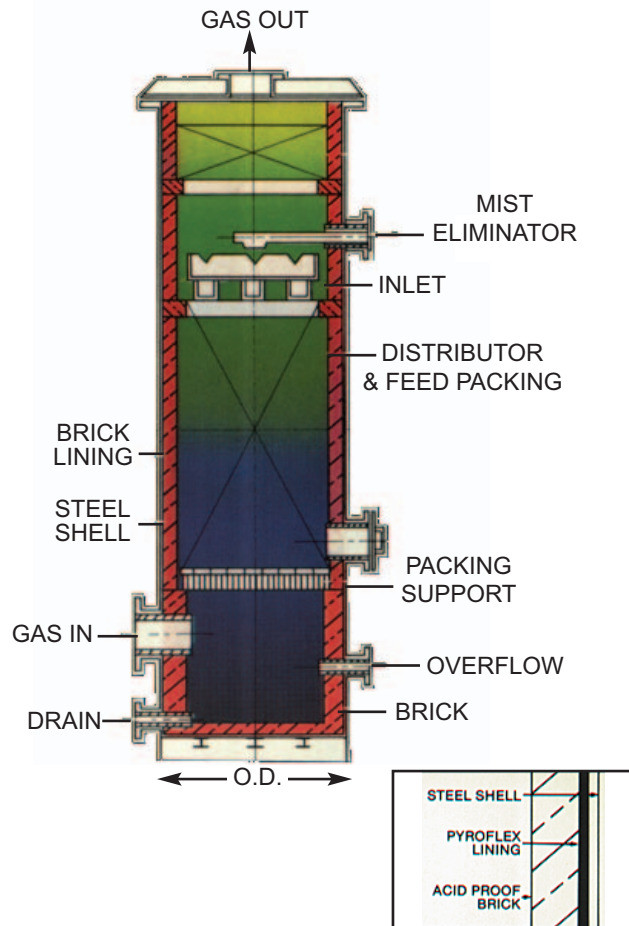 GAS OUT
MIST
ELIMINATOR
INLET
DISTRIBUTOR
& FEED PACKING
BRICK
LINING
STEEL
SHELL
PACKING
SUPPORT
GAS IN
OVERFLOW
DRAIN
BRICK
O.D.
STEEL SHELL
PYROFLEX
LINING
ACID PROOF
BRICK